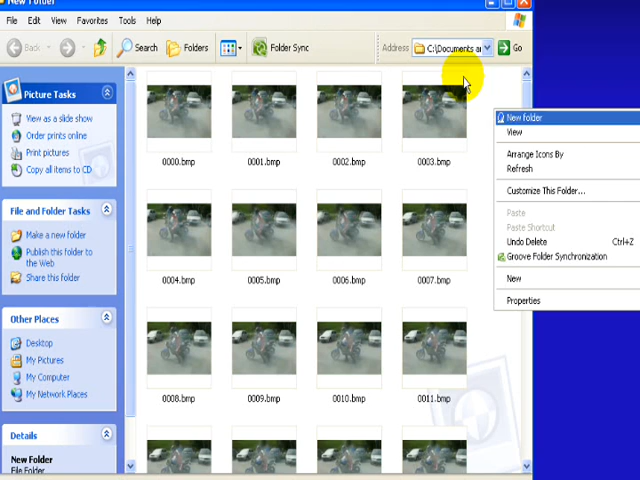 New Folder
File Edit View Favorites Tools Help
Back Search Folders Folder Sync Address C:\Documents ar Go
Picture Tasks
View as a slide show
Order prints online
Print pictures
Copy all items to CD
File and Folder Tasks
Make a new folder
Publish this folder to
the Web
Share this folder
Other Places
Desktop
My Pictures
My Computer
My Network Places
Details
New Folder
File Folder
0000.bmp 0001.bmp 0002.bmp 0003.bmp
0004.bmp 0005.bmp 0006.bmp 0007.bmp
0008.bmp 0009.bmp 0010.bmp 0011.bmp
New folder
View
Arrange Icons By
Refresh
Customize This Folder...
Paste
Paste Shortcut
Undo Delete Ctrl+Z
Groove Folder Synchronization
New
Properties